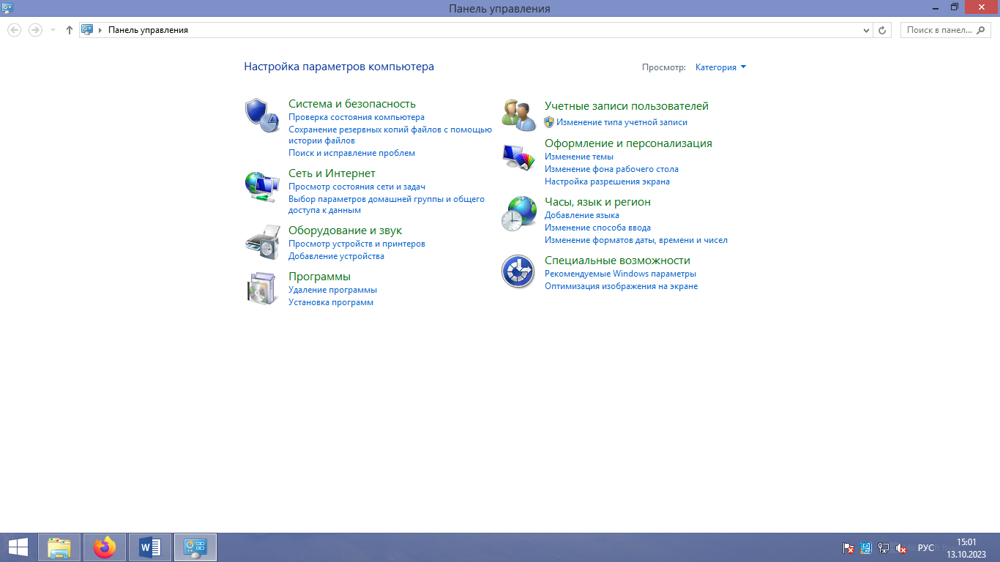 Панель управления
Панель управления
Поиск в панел...
Настройка параметров компьютера
Просмотр: Категория
Система и безопасность
Проверка состояния компьютера
Сохранение резервных копий файлов с помощью
истории файлов
Поиск и исправление проблем
Сеть и Интернет
Просмотр состояния сети и задач
Выбор параметров домашней группы и общего
доступа к данным
Оборудование и звук
Просмотр устройств и принтеров
Добавление устройства
Программы
Удаление программы
Установка программ
Учетные записи пользователей
Изменение типа учетной записи
Оформление и персонализация
Изменение темы
Изменение фона рабочего стола
Настройка разрешения экрана
Часы, язык и регион
Добавление языка
Изменение способа ввода
Изменение форматов даты, времени и чисел
Специальные возможности
Рекомендуемые Windows параметры
Оптимизация изображения на экране
РУС
15:01
13.10.2023